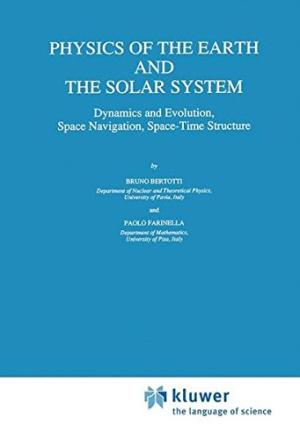 PHYSICS OF THE EARTH
AND
THE SOLAR SYSTEM
Dynamics and Evolution,
Space Navigation, Space-Time Structure
by
BRUNO BERTOTTI
Department of Nuclear and Theoretical Physics,
University of Pavia, Italy
and
PAOLO FARINELLA
Department of Mathematics,
University of Pisa, Italy
kluwer
the language of science